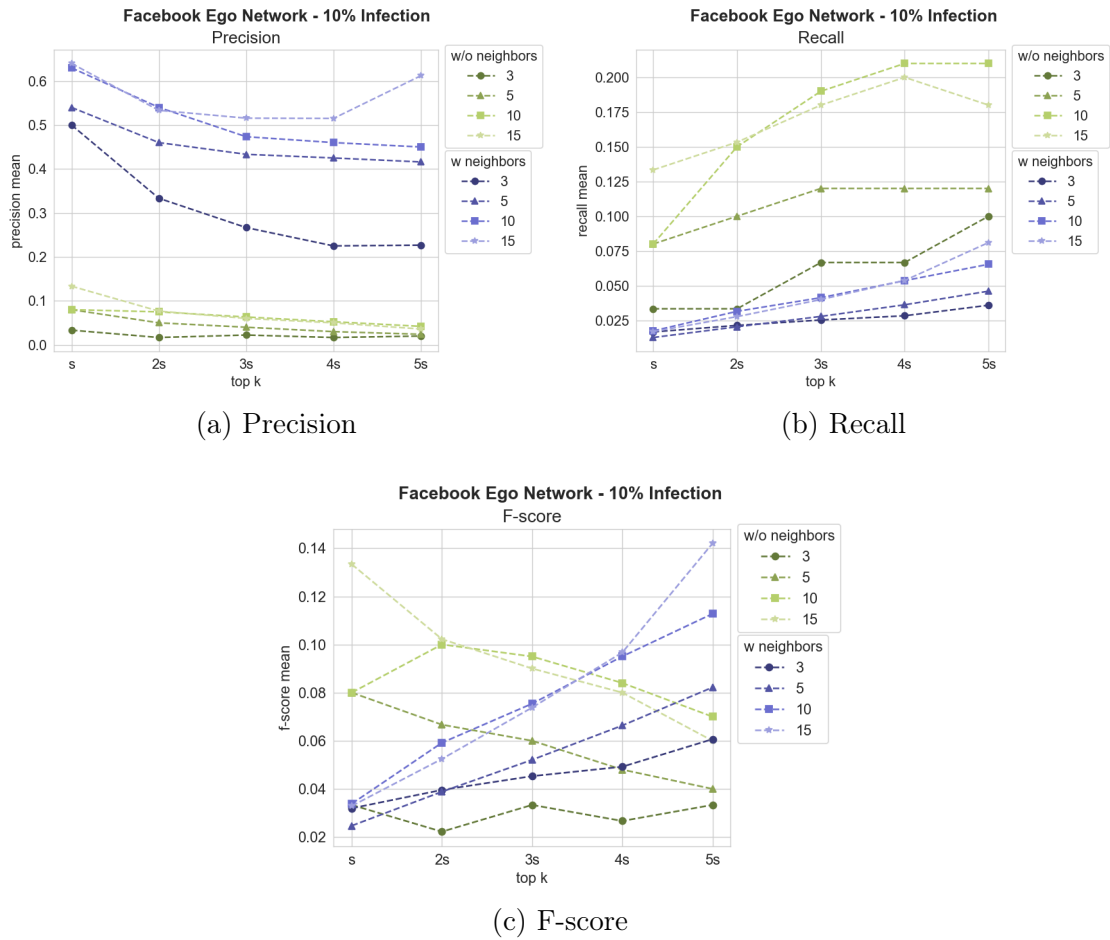 Facebook Ego Network - 10% Infection
Precision
precision mean
0.6
0.5
0.4
0.3
0.2
0.1
0.0
s 2s 3s 4s 5s
top k
w/o neighbors
3
5
10
15
w neighbors
3
5
10
15
(a) Precision
Facebook Ego Network - 10% Infection
Recall
recall mean
0.200
0.175
0.150
0.125
0.100
0.075
0.050
0.025
s 2s 3s 4s 5s
top k
w/o neighbors
3
5
10
15
w neighbors
3
5
10
15
(b) Recall
Facebook Ego Network - 10% Infection
F-score
f-score mean
0.14
0.12
0.10
0.08
0.06
0.04
0.02
s 2s 3s 4s 5s
top k
w/o neighbors
3
5
10
15
w neighbors
3
5
10
15
(c) F-score